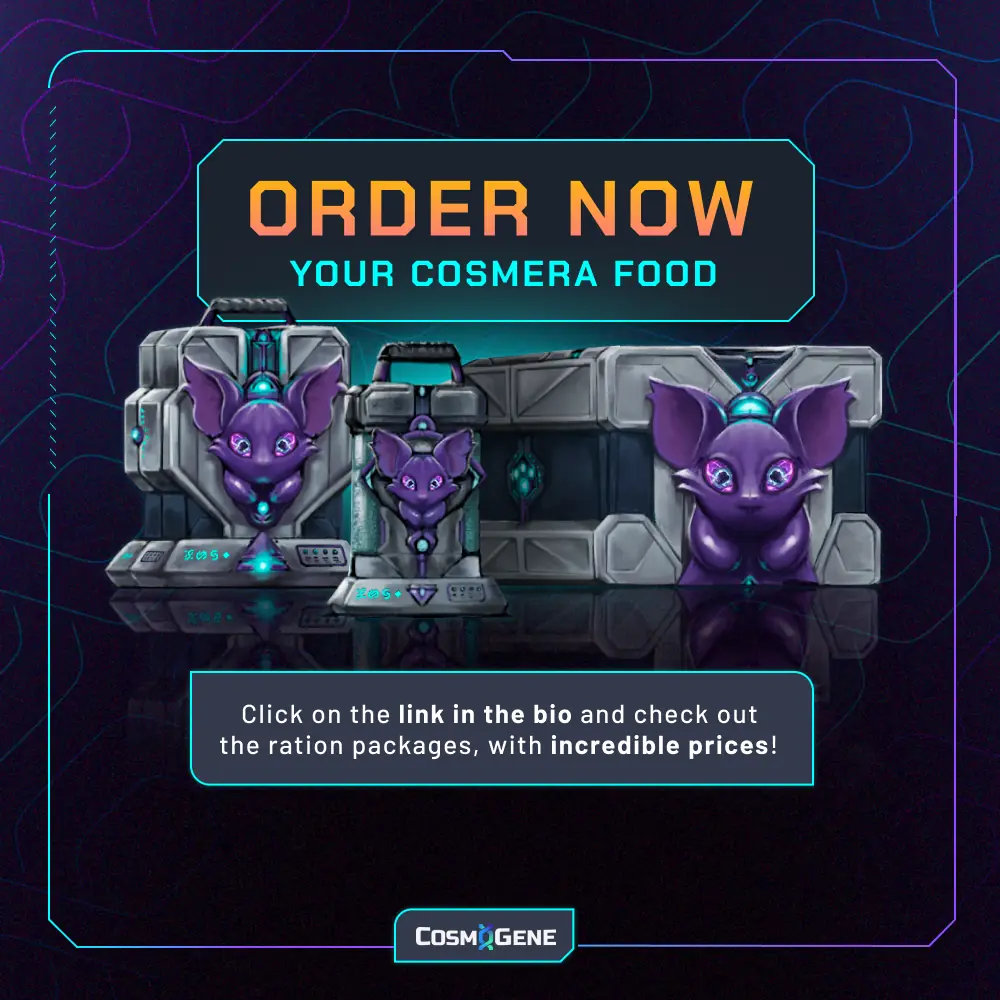 ORDER NOW
YOUR COSMERA FOOD
Click on the link in the bio and check out
the ration packages, with incredible prices!
COSMOGENE